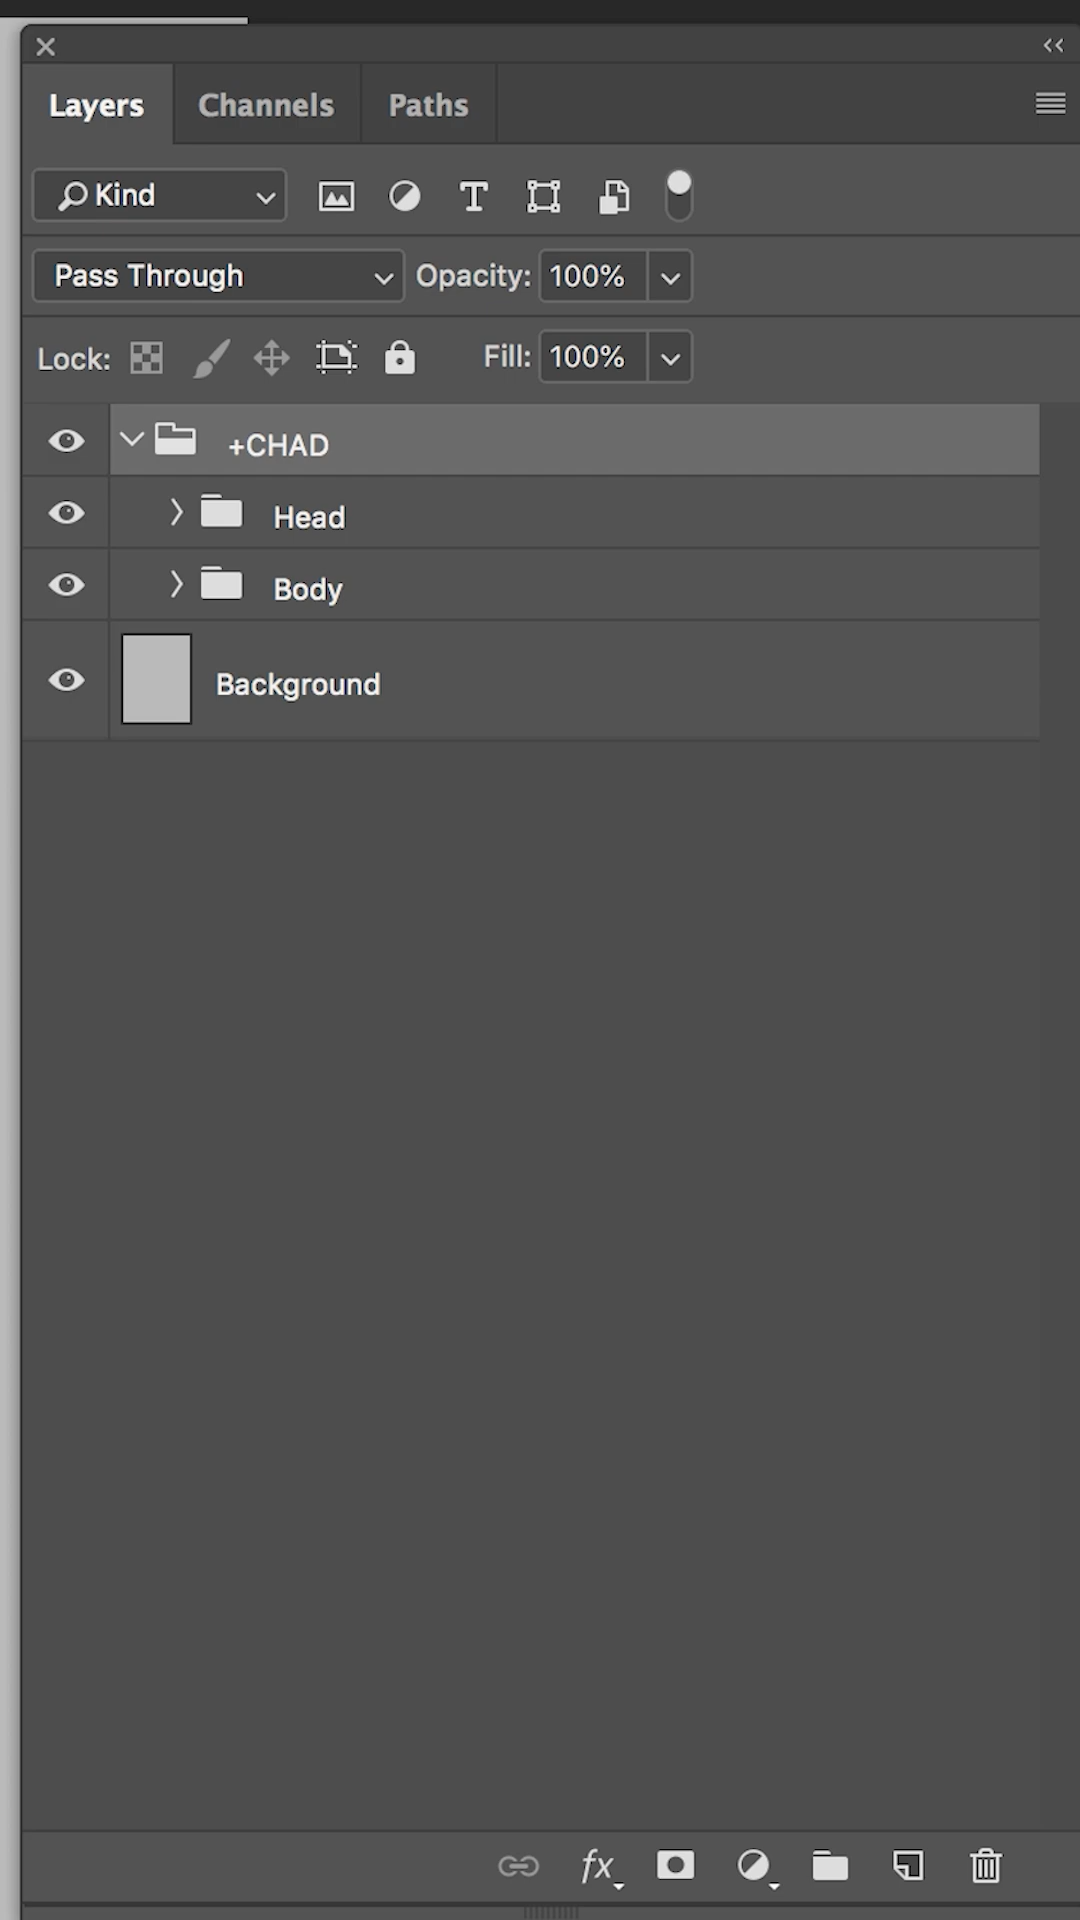 Layers Channels Paths
Kind
Pass Through Opacity: 100%
Lock: Fill: 100%
+CHAD
Head
Body
Background
fx